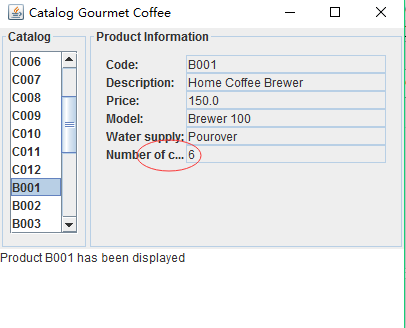 Catalog Gourmet Coffee
Catalog
C006
C007
C008
C009
C010
C011
C012
B001
B002
B003
Product Information
Code: B001
Description: Home Coffee Brewer
Price: 150.0
Model: Brewer 100
Water supply: Pourover
Number of c... 6
Product B001 has been displayed